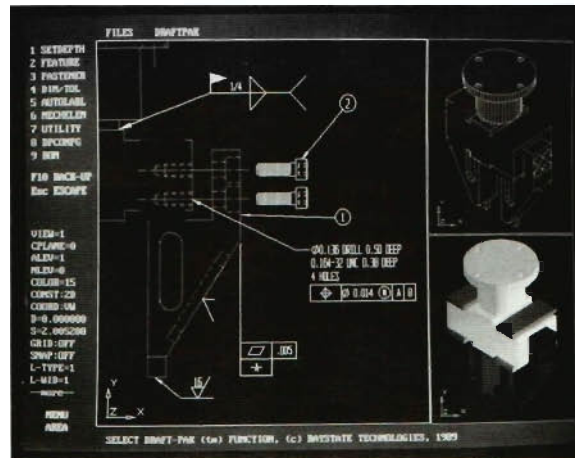 FILES DRAFTPAK
1 SETDEPTH
2 FEATURE
3 FASTENER
4 DIM/TOL
5 AUTOLABL
6 MECHELEM
7 UTILITY
8 DPCONFG
9 BOM
F10 BACK-UP
Esc ESCAPE
VIEW=1
CPLANE=0
ALEV=1
MLEV=0
COLOR=15
CONST:2D
COORD:VW
D=0.000000
S=2.005200
GRID:OFF
SNAP:OFF
L-TYPE=1
L-WID=1
---more---
MENU
AREA
1/4
2
1
Ø0.136 DRILL 0.50 DEEP
0.164-32 UNC 0.38 DEEP
4 HOLES
Ø 0.014 M A B
.005
16
Y
Z X
SELECT DRAFT-PAK (tm) FUNCTION, (c) BAYSTATE TECHNOLOGIES, 1989